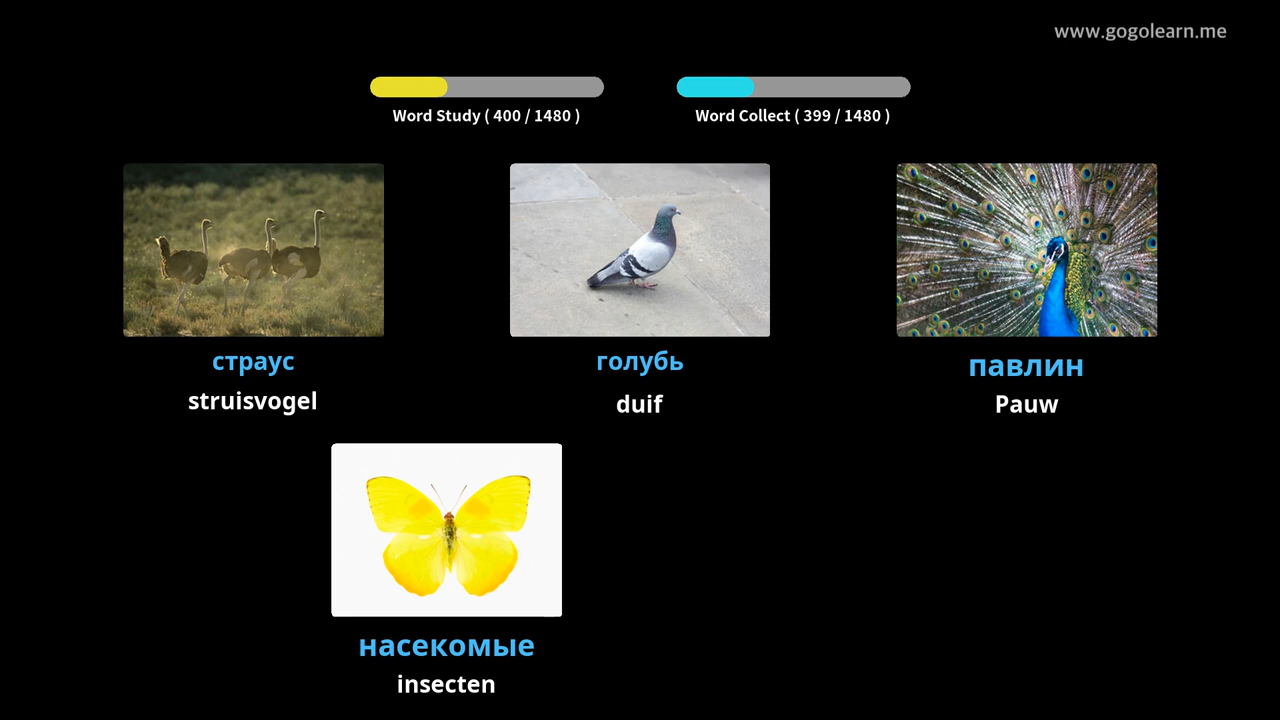 www.gogolearn.me
Word Study ( 400 / 1480 )
Word Collect ( 399 / 1480 )
страус
голубь
павлин
struisvogel
duif
Pauw
насекомые
insecten